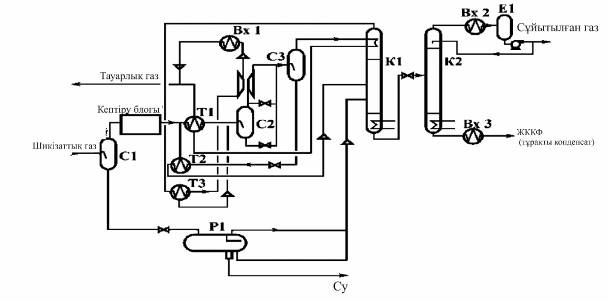 Вх 1
Вх 2
Е1
Сұйытылған газ
С3
К1
К2
Тауарлық газ
Кептіру блогы
Т1
С2
Вх 3
ЖККФ
(тұрақты конденсат)
Шикізаттық газ
С1
Т2
Т3
Р1
Су